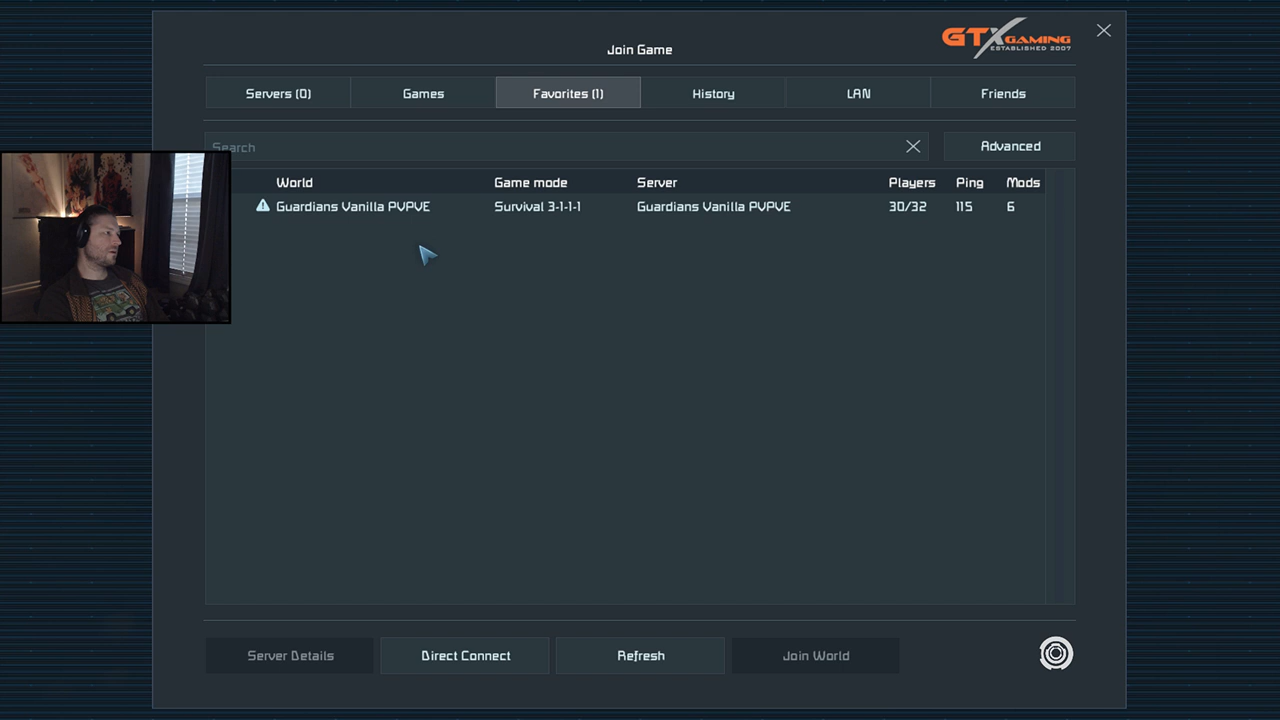 Join Game
GTXGAMING
ESTABLISHED 2007
Servers (0)
Games
Favorites (1)
History
LAN
Friends
Search
Advanced
World Game mode Server Players Ping Mods
Guardians Vanilla PVPVE Survival 3-1-1-1 Guardians Vanilla PVPVE 30/32 115 6
Server Details
Direct Connect
Refresh
Join World